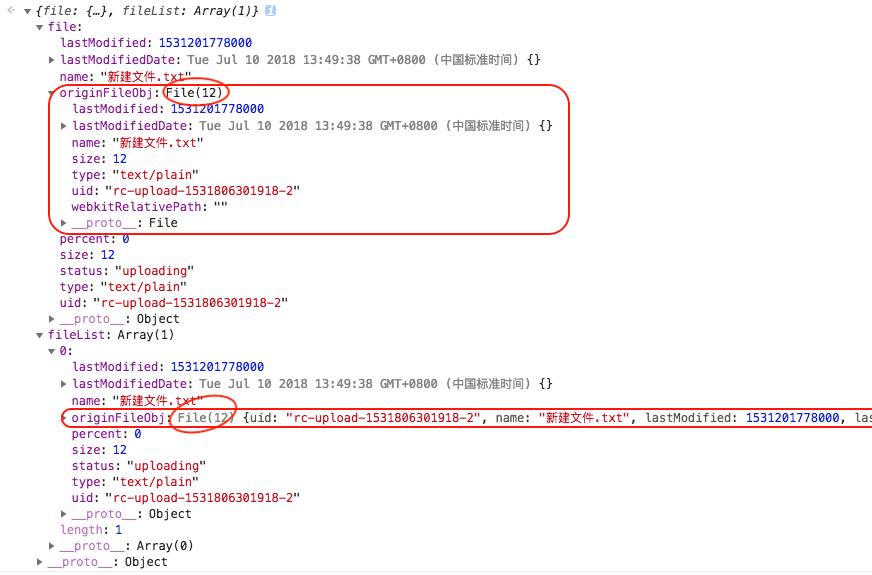 {file: {…}, fileList: Array(1)} i
file:
lastModified: 1531201778000
lastModifiedDate: Tue Jul 10 2018 13:49:38 GMT+0800 (中国标准时间) {}
name: "新建文件.txt"
originFileObj: File(12)
lastModified: 1531201778000
lastModifiedDate: Tue Jul 10 2018 13:49:38 GMT+0800 (中国标准时间) {}
name: "新建文件.txt"
size: 12
type: "text/plain"
uid: "rc-upload-1531806301918-2"
webkitRelativePath: ""
__proto__: File
percent: 0
size: 12
status: "uploading"
type: "text/plain"
uid: "rc-upload-1531806301918-2"
__proto__: Object
fileList: Array(1)
0:
lastModified: 1531201778000
lastModifiedDate: Tue Jul 10 2018 13:49:38 GMT+0800 (中国标准时间) {}
name: "新建文件.txt"
originFileObj: File(12) {uid: "rc-upload-1531806301918-2", name: "新建文件.txt", lastModified: 1531201778000, las
percent: 0
size: 12
status: "uploading"
type: "text/plain"
uid: "rc-upload-1531806301918-2"
__proto__: Object
length: 1
__proto__: Array(0)
__proto__: Object